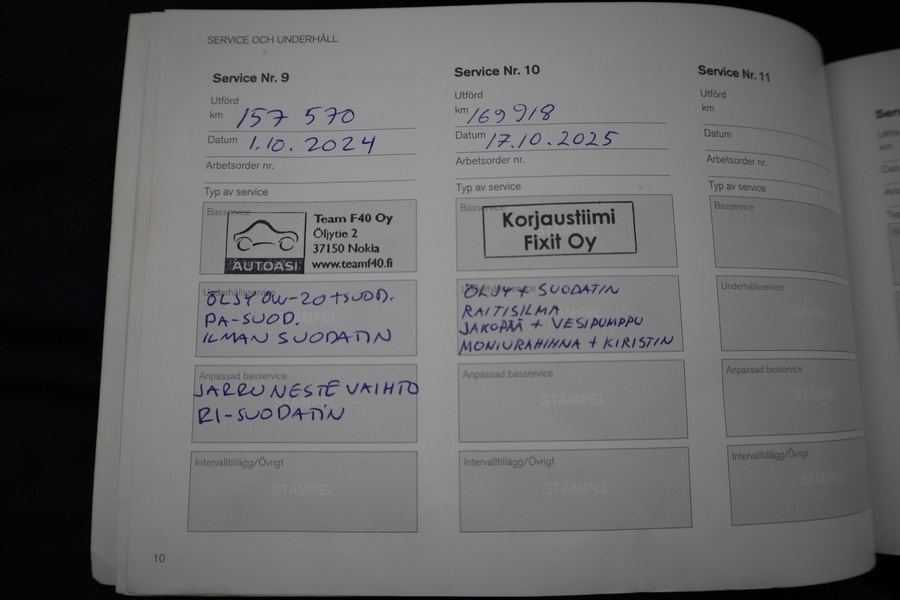 SERVICE OCH UNDERHÅLL
Service Nr. 9
Utförd
km 157 570
Datum 1.10.2024
Arbetsorder nr.
Typ av service
Basservice
AUTOASI
Team F40 Oy
Öljytie 2
37150 Nokia
www.teamf40.fi
Underhållsservice
ÖLJY 0W-20 + SUOD.
PA-SUOD.
ILMAN SUODATIN
STÄMPEL
Anpassad basservice
JARRUNESTE VAIHTO
RI-SUODATIN
Intervalltillägg/Övrigt
STÄMPEL
10
Service Nr. 10
Utförd
km 169 918
Datum 17.10.2025
Arbetsorder nr.
Typ av service
Basservice
Korjaustiimi
Fixit Oy
ÖLJY + SUODATIN
RAITISILMA
JAKOPÄÄ + VESIPUMPPU
MONIURAHIHNA + KIRISTIN
Anpassad basservice
STÄMPEL
Intervalltillägg/Övrigt
STÄMPEL
Service Nr. 11
Utförd
km
Datum
Arbetsorder nr.
Typ av service
Basservice
STÄMPEL
Underhållsservice
STÄMPEL
Anpassad basservice
STÄMPEL
Intervalltillägg/Övrigt
STÄMPEL